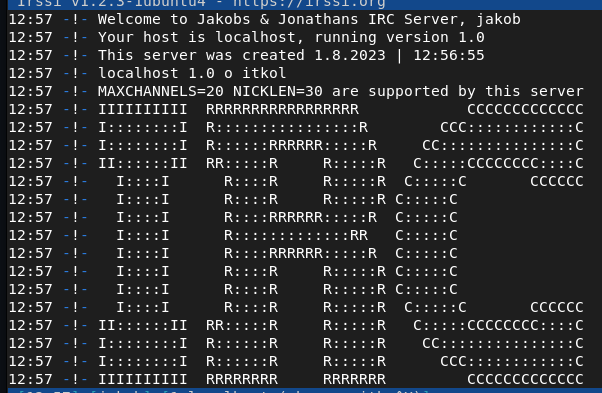 Irssi v1.2.3-1ubuntu4 - https://irssi.org
12:57 -!- Welcome to Jakobs & Jonathans IRC Server, jakob
12:57 -!- Your host is localhost, running version 1.0
12:57 -!- This server was created 1.8.2023 | 12:56:55
12:57 -!- localhost 1.0 o itkol
12:57 -!- MAXCHANNELS=20 NICKLEN=30 are supported by this server
12:57 -!- IIIIIIIIII  RRRRRRRRRRRRRRRRR            CCCCCCCCCCCCC
12:57 -!- I::::::::I  R::::::::::::::::R        CCC::::::::::::C
12:57 -!- I::::::::I  R::::::RRRRRR:::::R     CC:::::::::::::::C
12:57 -!- II::::::II  RR:::::R     R:::::R   C:::::CCCCCCCC::::C
12:57 -!-   I::::I      R::::R     R:::::R  C:::::C       CCCCCC
12:57 -!-   I::::I      R::::R     R:::::R C:::::C
12:57 -!-   I::::I      R::::RRRRRR:::::R  C:::::C
12:57 -!-   I::::I      R:::::::::::::RR   C:::::C
12:57 -!-   I::::I      R::::RRRRRR:::::R  C:::::C
12:57 -!-   I::::I      R::::R     R:::::R C:::::C
12:57 -!-   I::::I      R::::R     R:::::R C:::::C
12:57 -!-   I::::I      R::::R     R:::::R  C:::::C       CCCCCC
12:57 -!- II::::::II  RR:::::R     R:::::R   C:::::CCCCCCCC::::C
12:57 -!- I::::::::I  R::::::R     R:::::R    CC:::::::::::::::C
12:57 -!- I::::::::I  R::::::R     R:::::R      CCC::::::::::::C
12:57 -!- IIIIIIIIII  RRRRRRRR     RRRRRRR         CCCCCCCCCCCCC